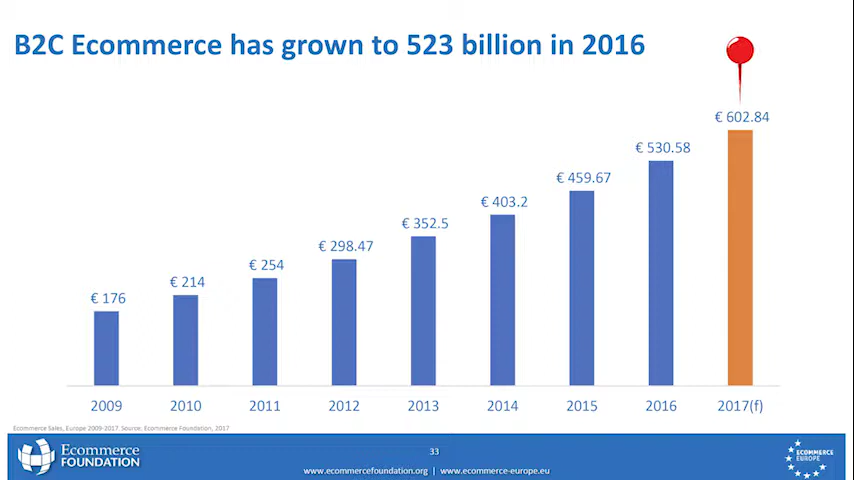 B2C Ecommerce has grown to 523 billion in 2016
€ 602.84
€ 530.58
€ 459.67
€ 403.2
€ 352.5
€ 298.47
€ 254
€ 214
€ 176
2009 2010 2011 2012 2013 2014 2015 2016 2017(f)
Ecommerce Sales, Europe 2009-2017. Source: Ecommerce Foundation, 2017
Ecommerce
FOUNDATION
33
www.ecommercefoundation.org | www.ecommerce-europe.eu
ECOMMERCE
EUROPE